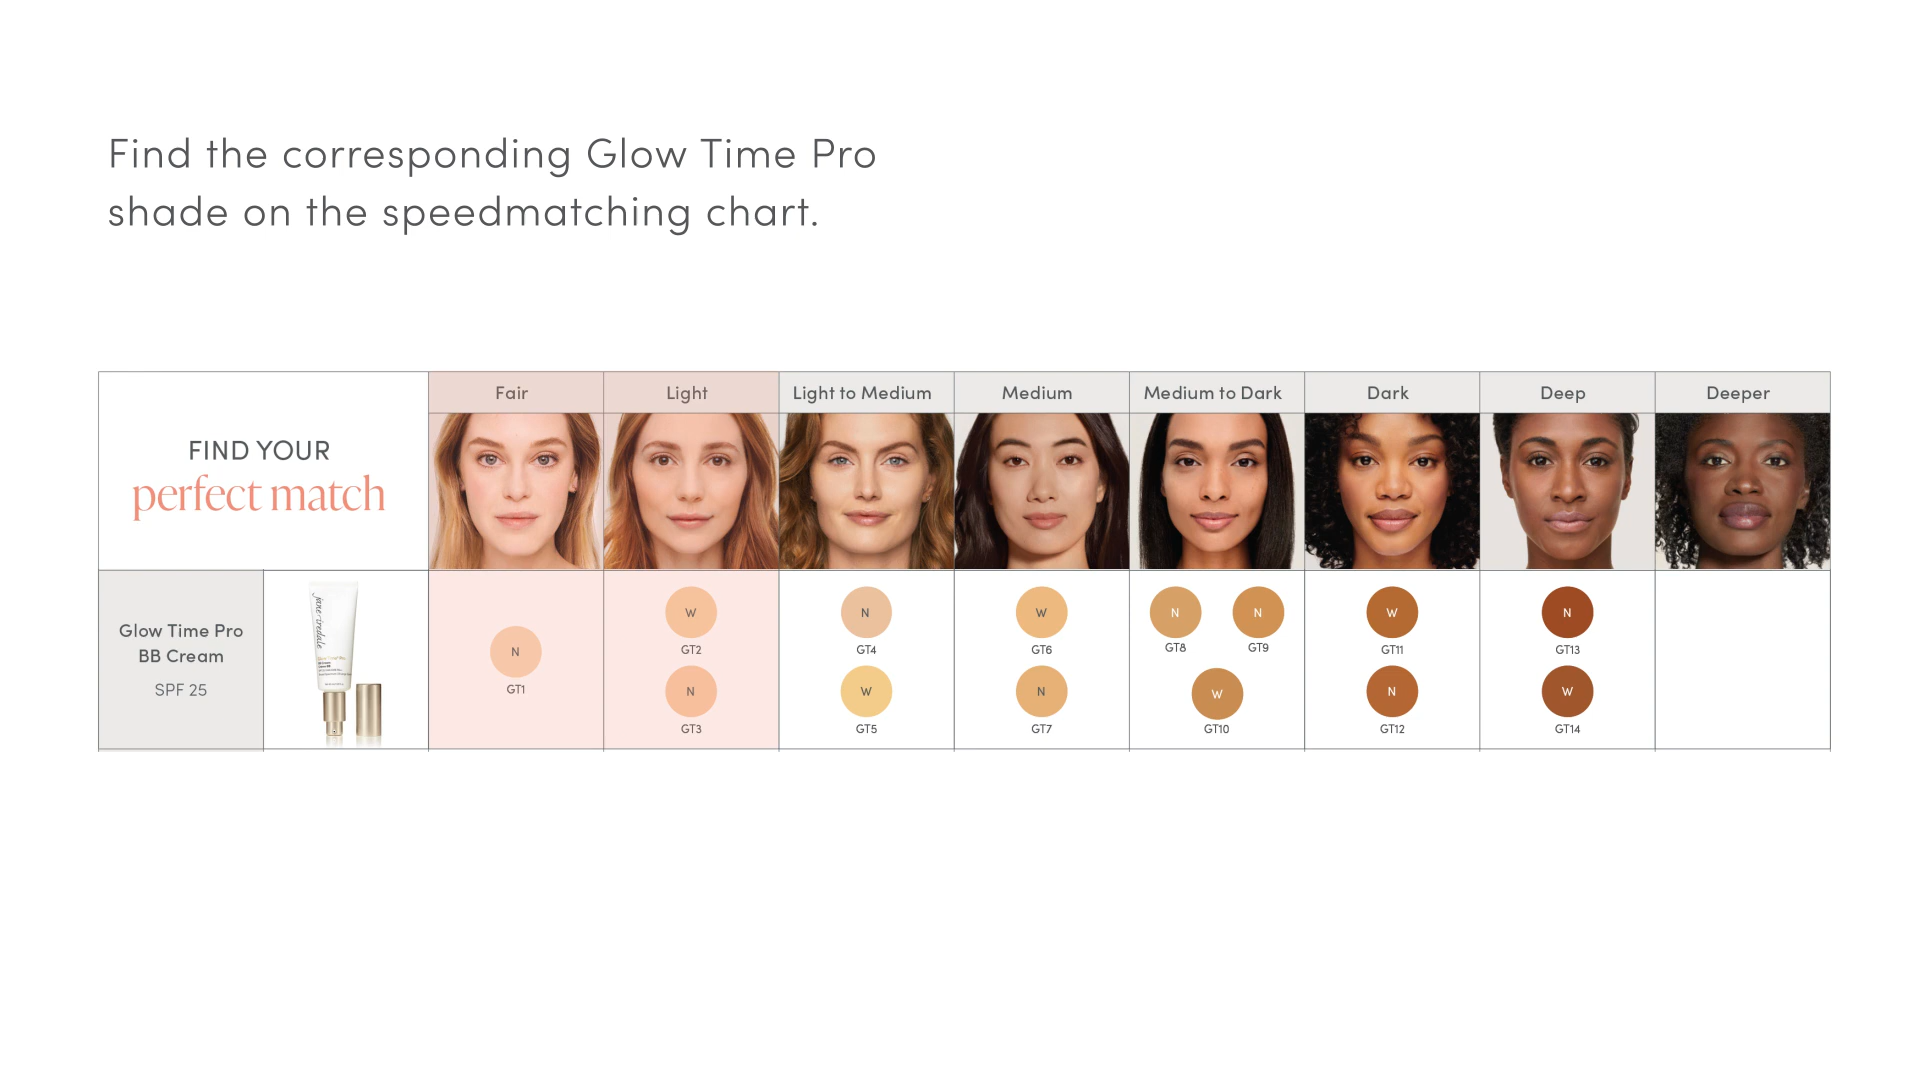 Find the corresponding Glow Time Pro
shade on the speedmatching chart.
FIND YOUR
perfect match
Fair
Light
Light to Medium
Medium
Medium to Dark
Dark
Deep
Deeper
Glow Time Pro
BB Cream
SPF 25
jane iredale
N
GT1
W
GT2
N
GT3
N
GT4
W
GT5
W
GT6
N
GT7
N
GT8
N
GT9
W
GT10
W
GT11
N
GT12
N
GT13
W
GT14